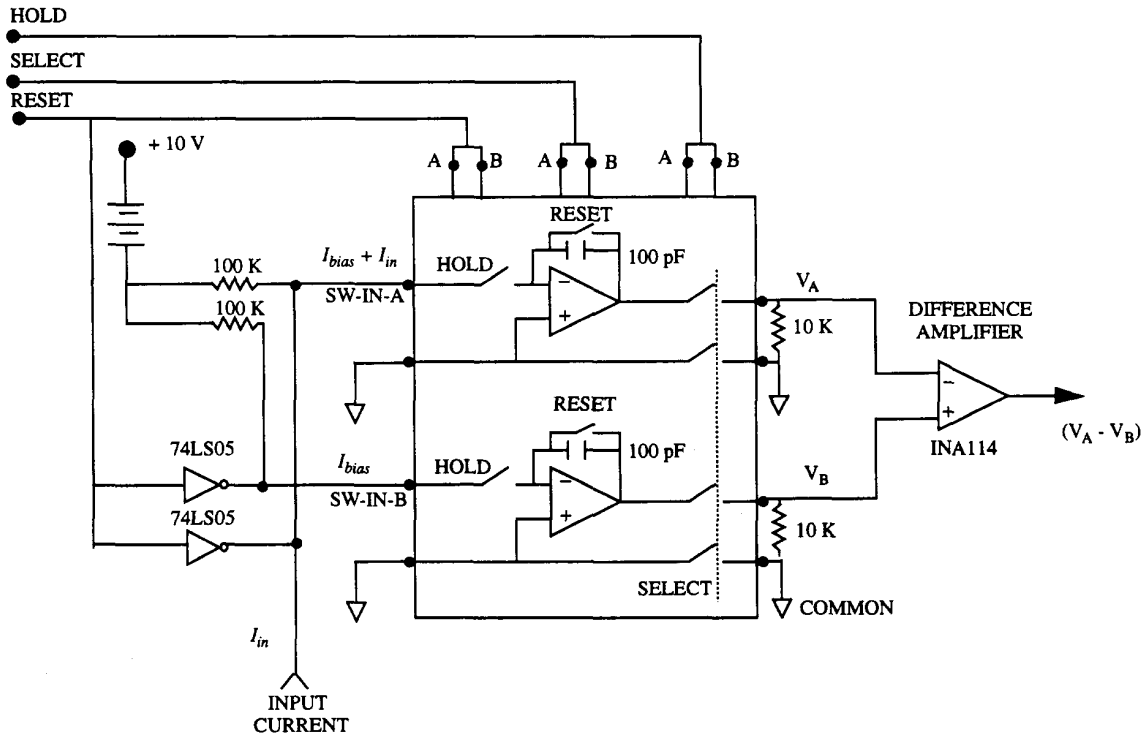 HOLD
SELECT
RESET
+ 10 V
A B
A B
A B
RESET
100 K
I_bias + I_in
HOLD
100 pF
SW-IN-A
100 K
V_A
10 K
DIFFERENCE
AMPLIFIER
RESET
(V_A - V_B)
INA114
74LS05
I_bias
HOLD
100 pF
V_B
SW-IN-B
74LS05
10 K
SELECT
COMMON
I_in
INPUT
CURRENT